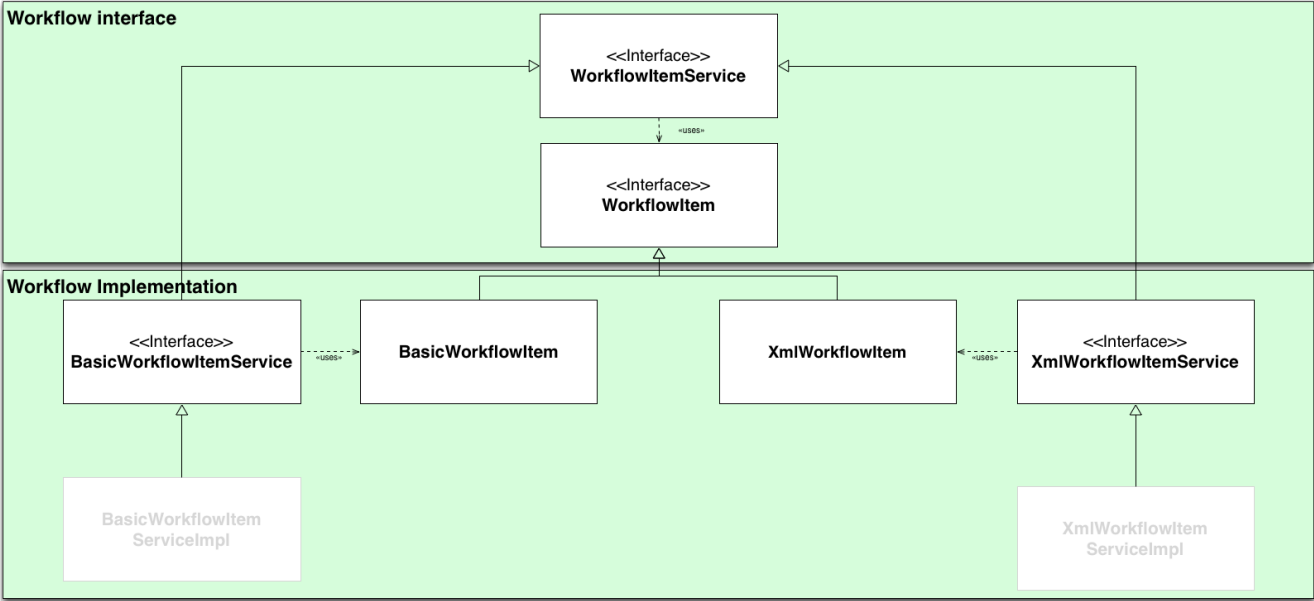 Workflow interface
<<Interface>>
WorkflowItemService
«uses»
<<Interface>>
WorkflowItem
Workflow Implementation
<<Interface>>
BasicWorkflowItemService
«uses»
BasicWorkflowItem
XmlWorkflowItem
«uses»
<<Interface>>
XmlWorkflowItemService
BasicWorkflowItem
ServiceImpl
XmlWorkflowItem
ServiceImpl